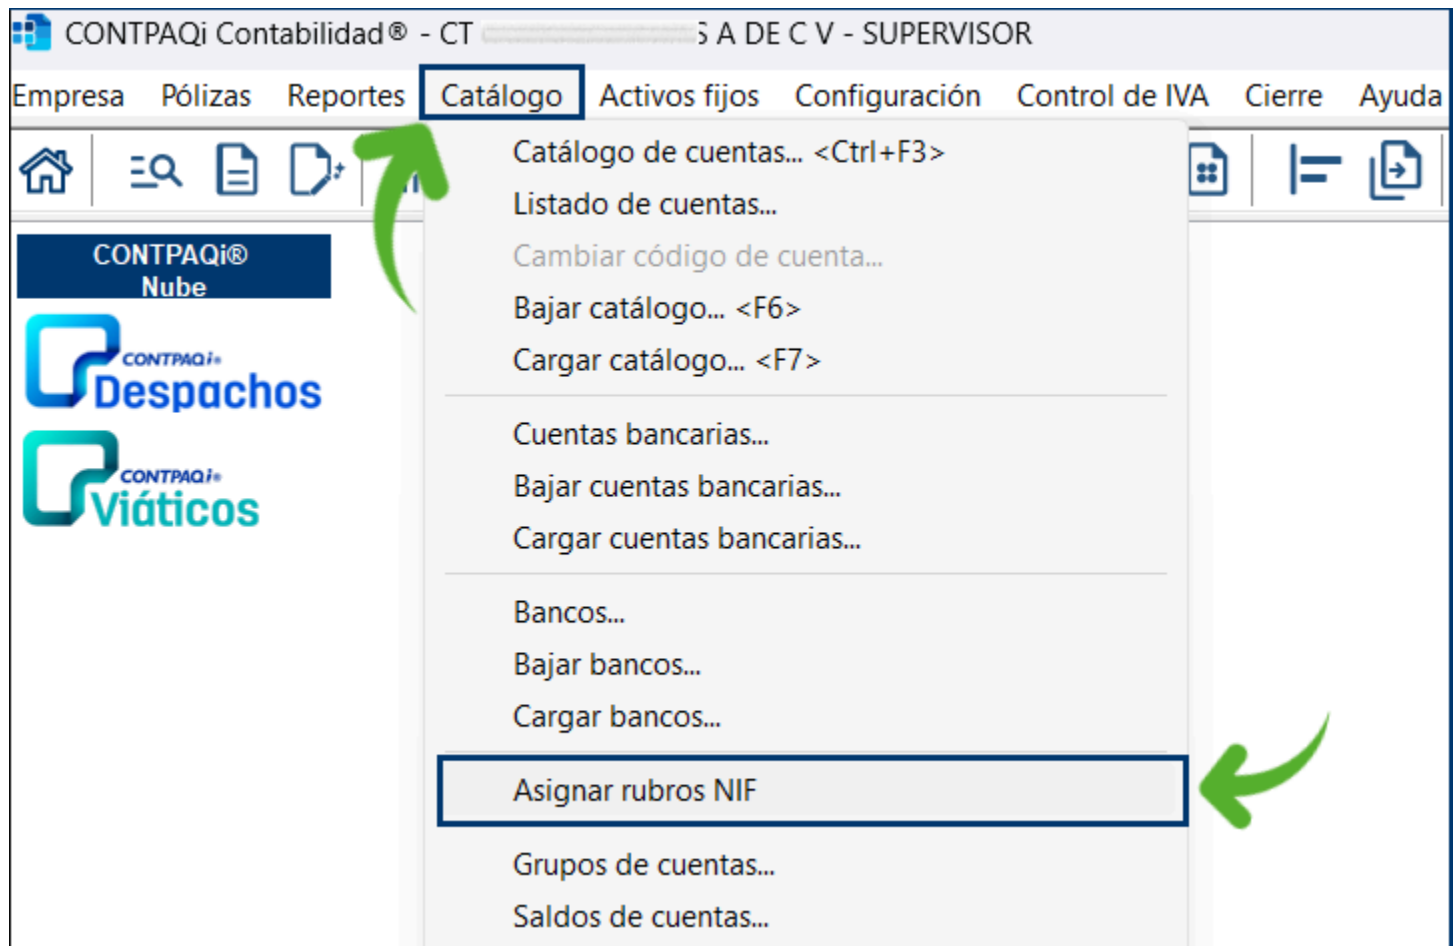 CONTPAQi Contabilidad® - CT S A DE C V - SUPERVISOR
Empresa Pólizas Reportes Catálogo Activos fijos Configuración Control de IVA Cierre Ayuda
CONTPAQi®
Nube
CONTPAQi®
Despachos
CONTPAQi®
Viáticos
Catálogo de cuentas... <Ctrl+F3>
Listado de cuentas...
Cambiar código de cuenta...
Bajar catálogo... <F6>
Cargar catálogo... <F7>
Cuentas bancarias...
Bajar cuentas bancarias...
Cargar cuentas bancarias...
Bancos...
Bajar bancos...
Cargar bancos...
Asignar rubros NIF
Grupos de cuentas...
Saldos de cuentas...